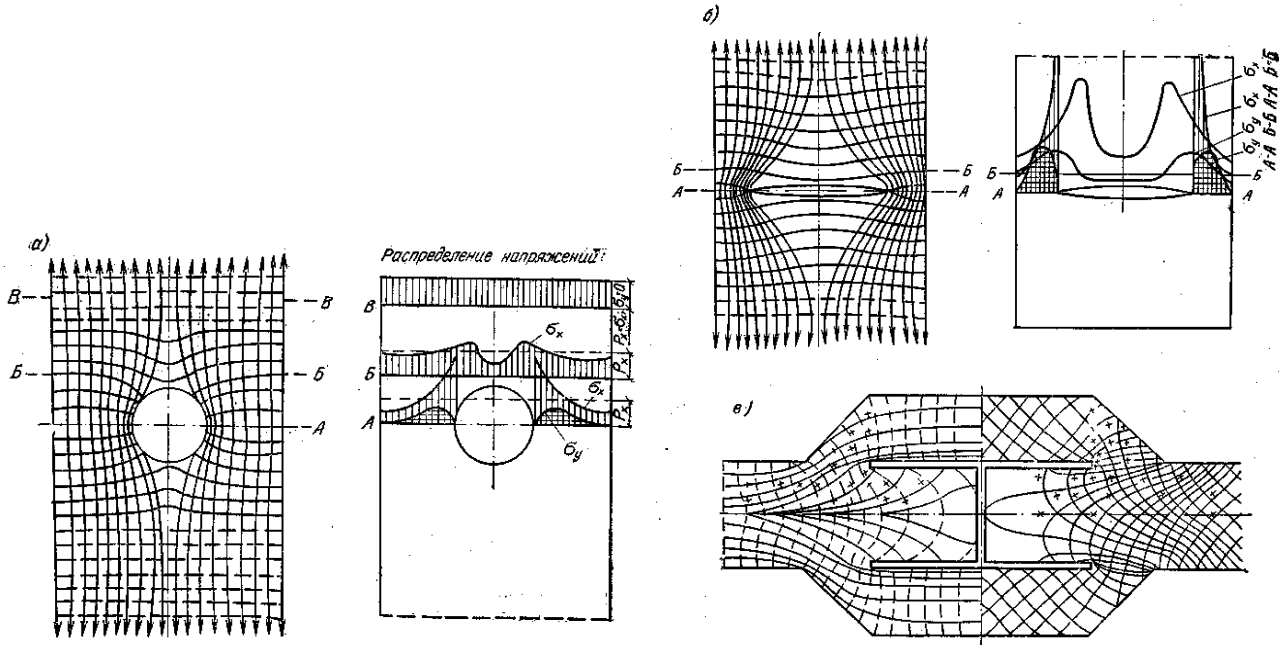 а)
В
В
Б
Б
А
Распределение напряжений
В
Б
А
σx
σx
σy
Px
Px
б)
Б
Б
А
А
Б
А
σx
Б-Б
σx
А-А
σy
Б-Б
σy
А-А
Б
А
в)